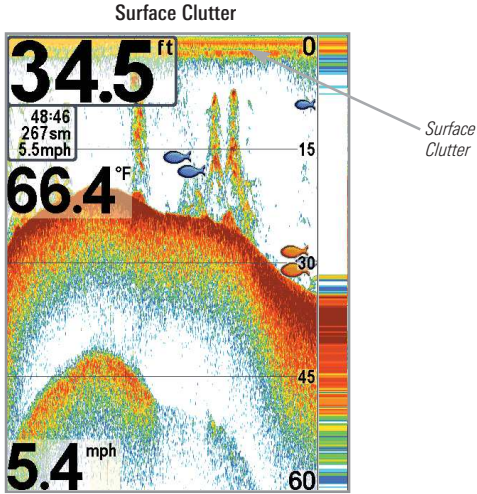 Surface Clutter
34.5 ft
0
48:46
267sm
5.5mph
Surface
Clutter
15
66.4 °F
30
45
5.4 mph
60